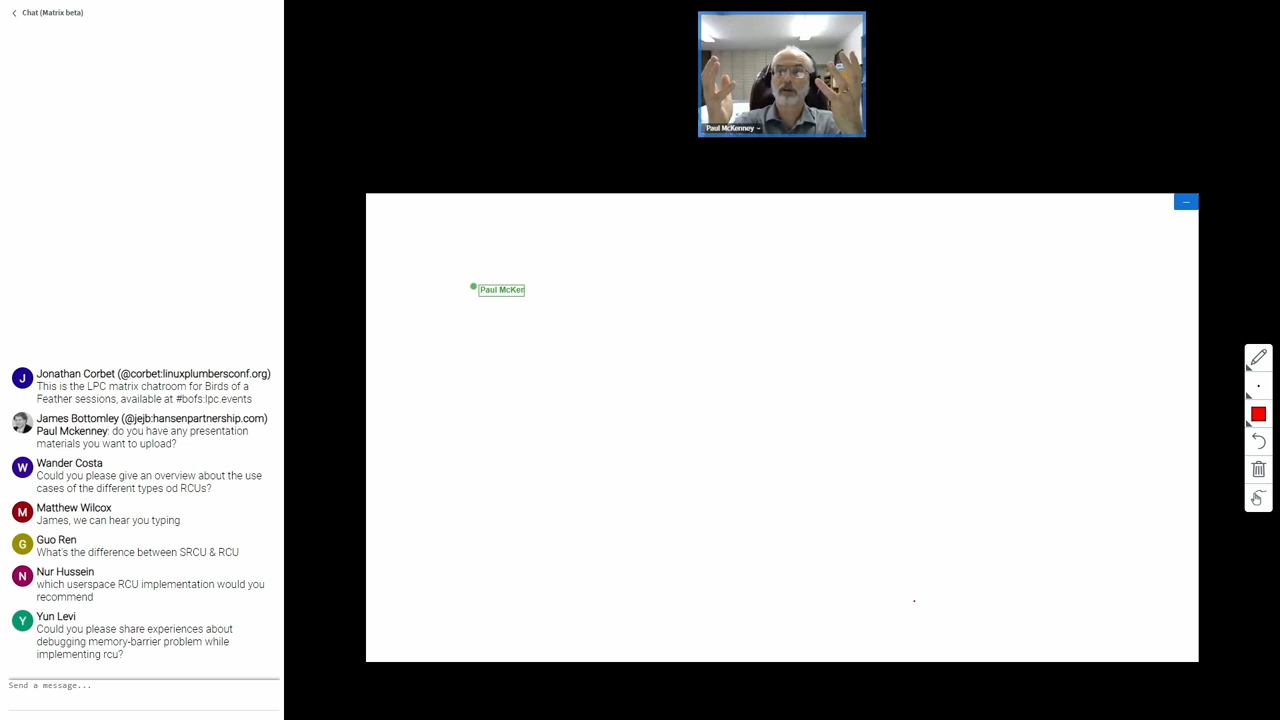 Chat (Matrix beta)
Paul McKenney
Paul McKer
Jonathan Corbet (@corbet:linuxplumbersconf.org)
This is the LPC matrix chatroom for Birds of a
Feather sessions, available at #bofs:lpc.events
James Bottomley (@jejb:hansenpartnership.com)
Paul Mckenney: do you have any presentation
materials you want to upload?
Wander Costa
Could you please give an overview about the use
cases of the different types od RCUs?
Matthew Wilcox
James, we can hear you typing
Guo Ren
What's the difference between SRCU & RCU
Nur Hussein
which userspace RCU implementation would you
recommend
Yun Levi
Could you please share experiences about
debugging memory-barrier problem while
implementing rcu?
Send a message...
J
W
M
G
N
Y